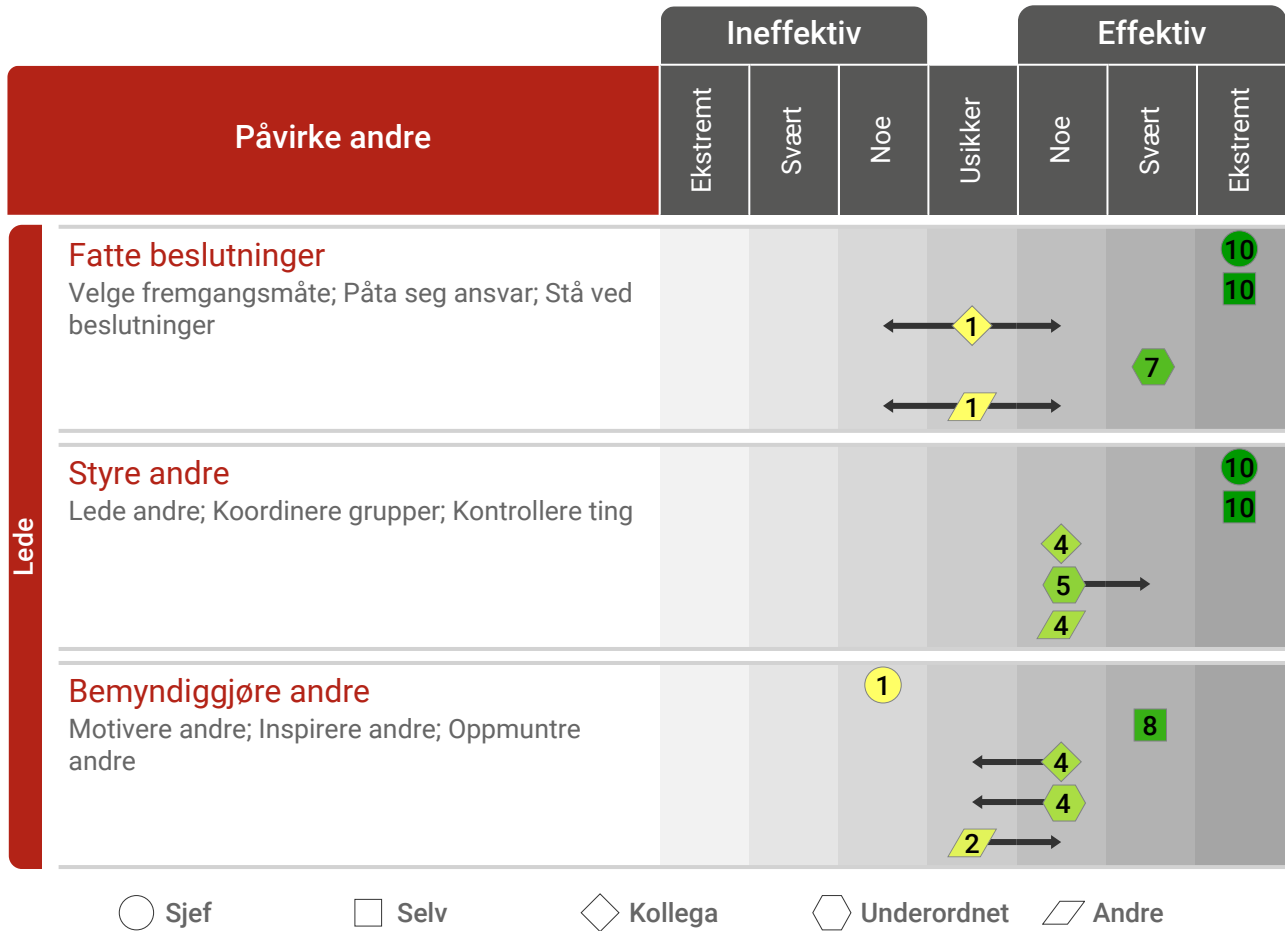 Ineffektiv
Effektiv
Påvirke andre
Ekstremt
Svært
Noe
Usikker
Noe
Svært
Ekstremt
Lede
Fatte beslutninger
Velge fremgangsmåte; Påta seg ansvar; Stå ved
beslutninger
10
10
1
7
1
Styre andre
Lede andre; Koordinere grupper; Kontrollere ting
10
10
4
5
4
Bemyndiggjøre andre
Motivere andre; Inspirere andre; Oppmuntre
andre
1
8
4
4
2
Sjef
Selv
Kollega
Underordnet
Andre